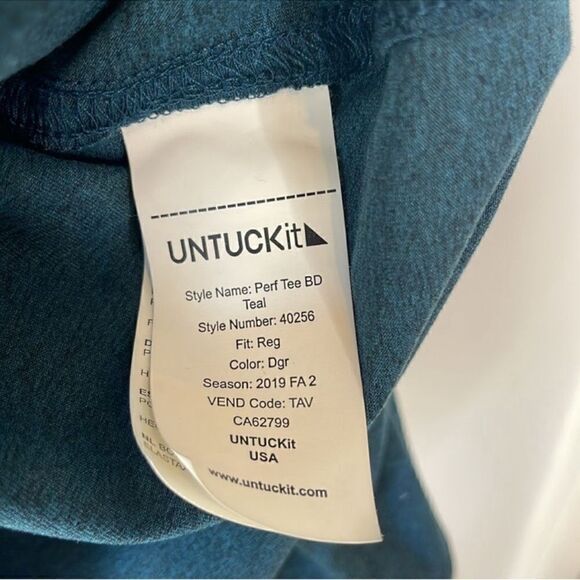 UNTUCKit
Style Name: Perf Tee BD
Teal
Style Number: 40256
Fit: Reg
Color: Dgr
Season: 2019 FA 2
VEND Code: TAV
CA62799
UNTUCKit
USA
www.untuckit.com